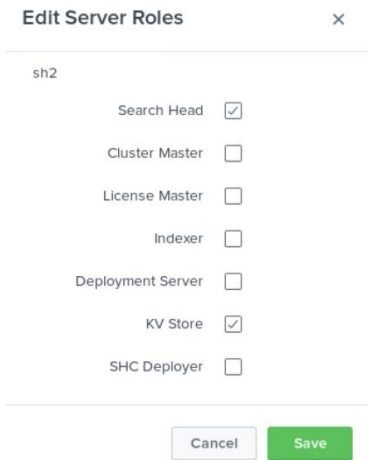 Edit Server Roles
sh2
Search Head
Cluster Master
License Master
Indexer
Deployment Server
KV Store
SHC Deployer
Cancel Save